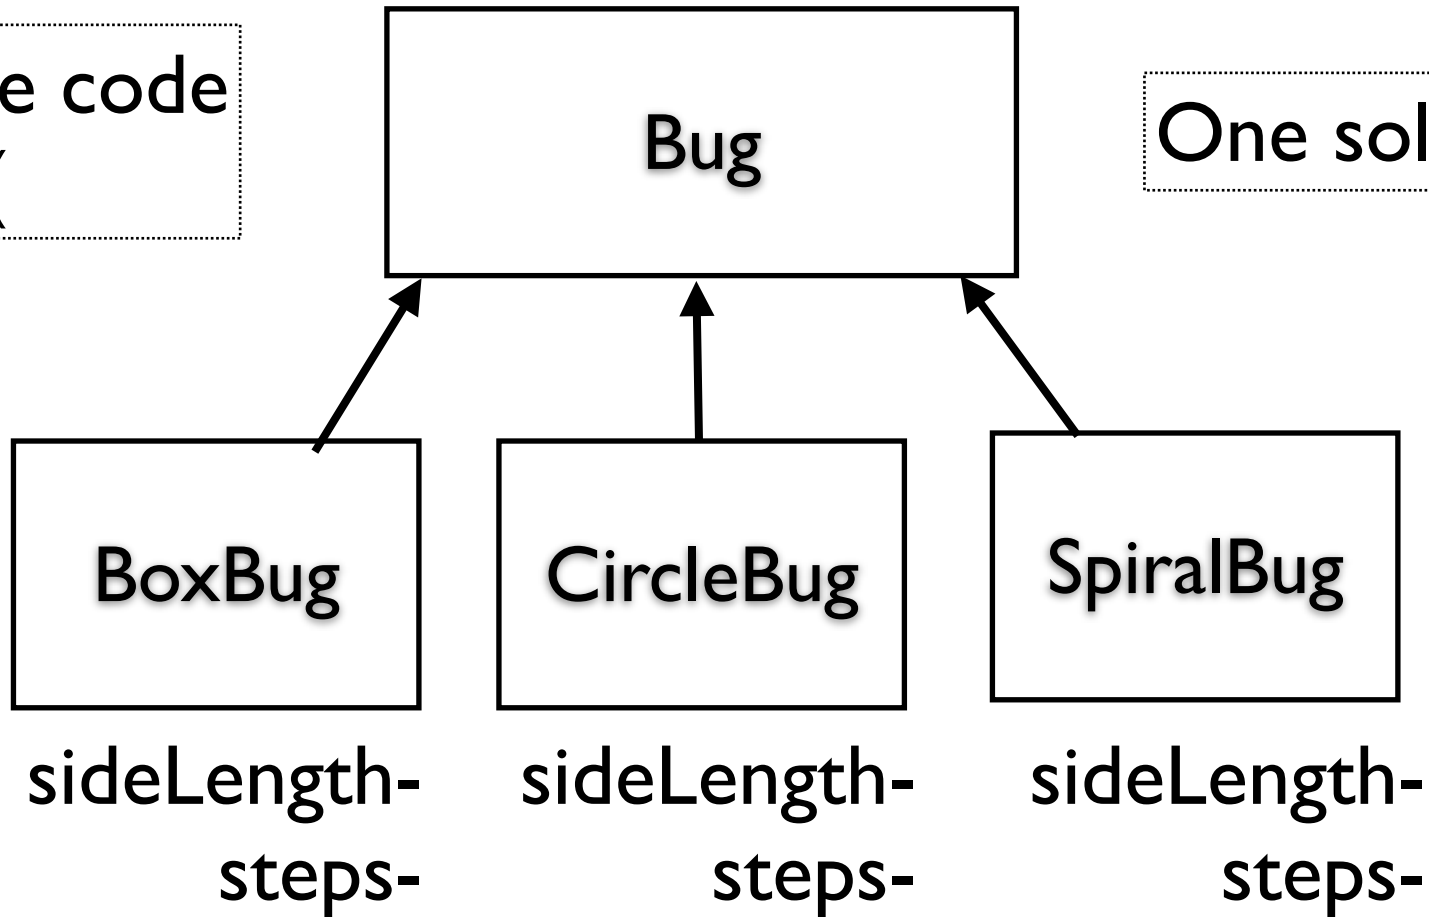 e code
Bug
One sol
BoxBug
CircleBug
SpiralBug
sideLength-
steps-
sideLength-
steps-
sideLength-
steps-